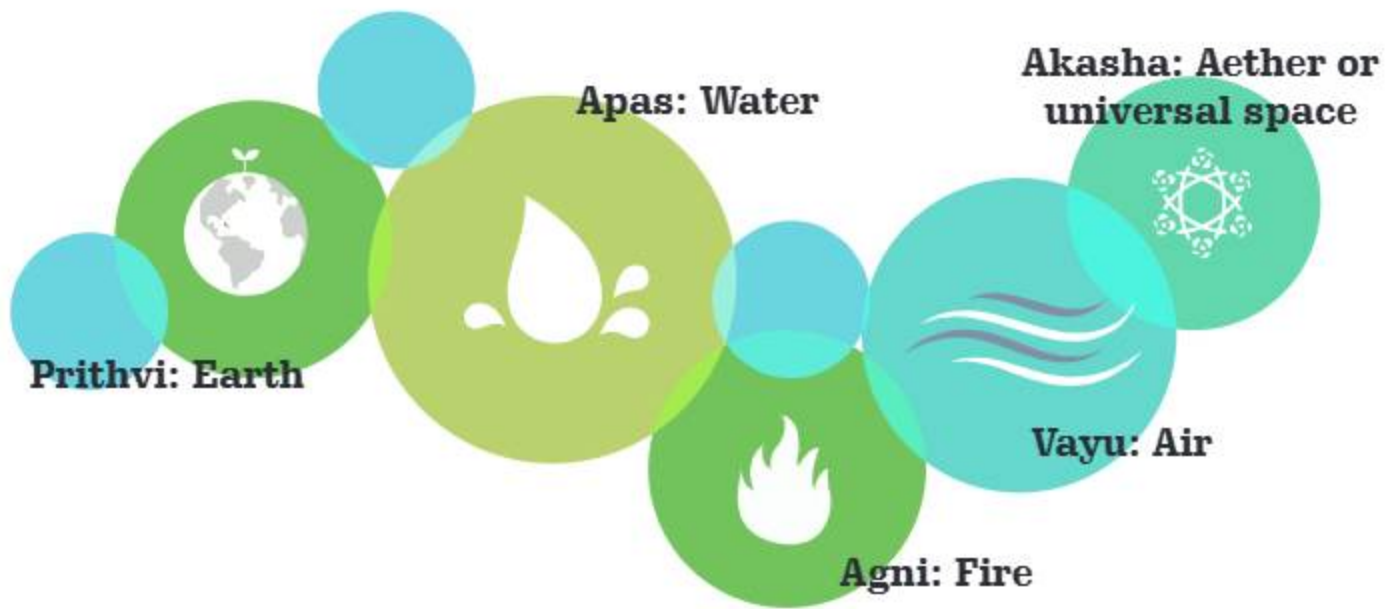 Prithvi: Earth
Apas: Water
Agni: Fire
Vayu: Air
Akasha: Aether or
universal space